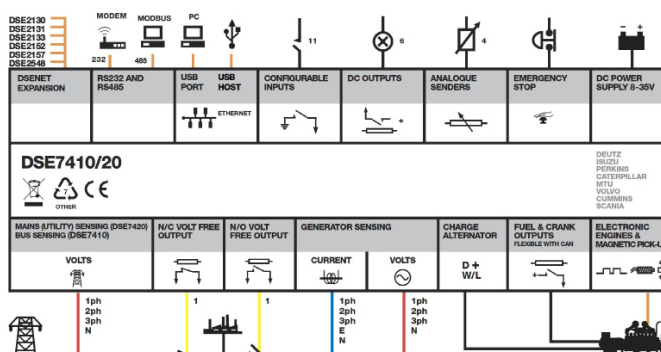 DSE2130
DSE2131
DSE2133
DSE2152
DSE2157
DSE2548
MODEM
MODBUS
PC
232
485
11
6
4
- +
DSENET
EXPANSION
RS232 AND
RS485
USB
PORT
USB
HOST
ETHERNET
CONFIGURABLE
INPUTS
DC OUTPUTS
+
ANALOGUE
SENDERS
EMERGENCY
STOP
DC POWER
SUPPLY 8-35V
DSE7410/20
7
OTHER
CE
DEUTZ
ISUZU
PERKINS
CATERPILLAR
MTU
VOLVO
CUMMINS
SCANIA
MAINS (UTILITY) SENSING (DSE7420)
BUS SENSING (DSE7410)
VOLTS
N/C VOLT FREE
OUTPUT
N/O VOLT
FREE OUTPUT
GENERATOR SENSING
CURRENT
VOLTS
CHARGE
ALTERNATOR
D +
W/L
FUEL & CRANK
OUTPUTS
FLEXIBLE WITH CAN
+
ELECTRONIC
ENGINES &
MAGNETIC PICK-U
1ph
2ph
3ph
N
1
1
1ph
2ph
3ph
E
N
1ph
2ph
3ph
N